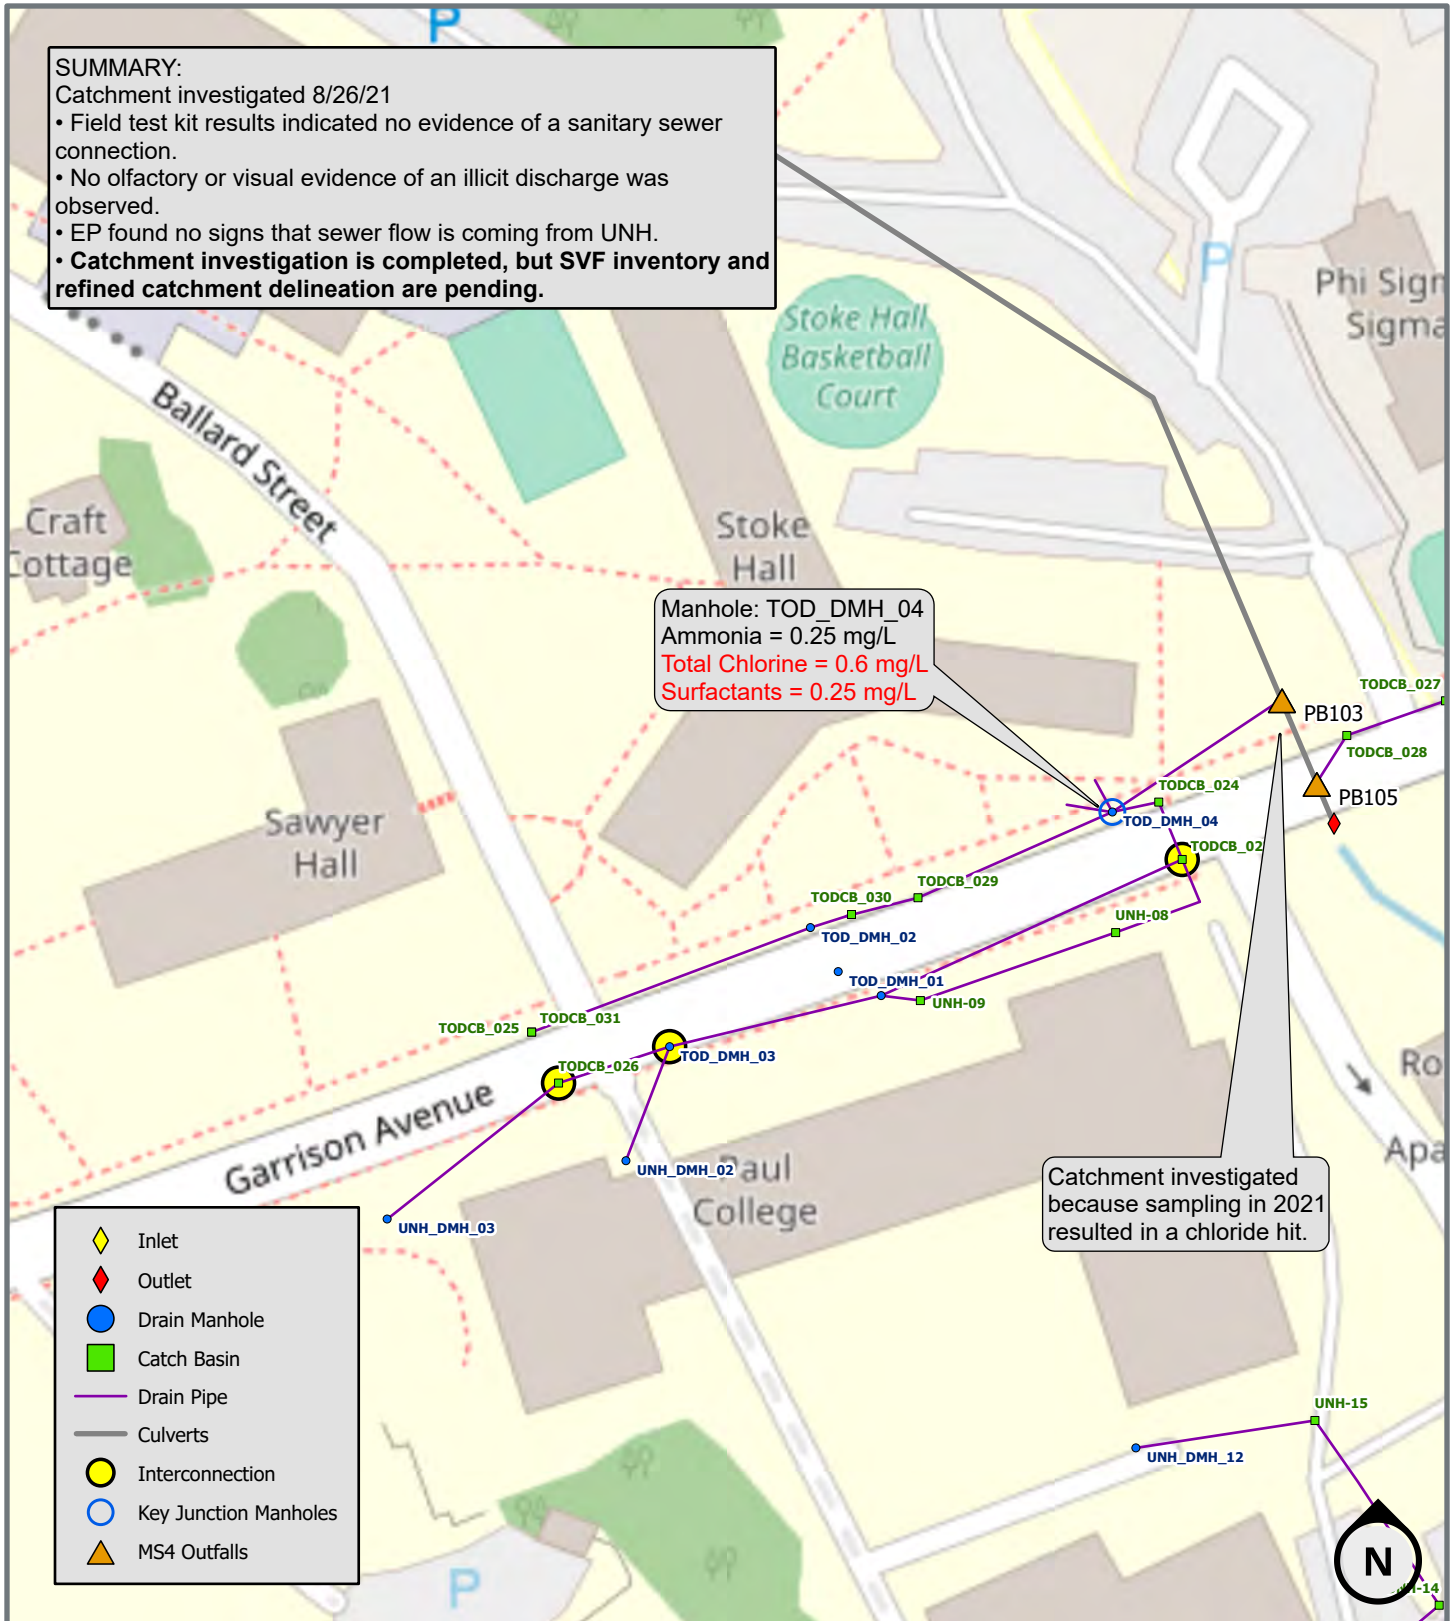 P
SUMMARY:
Catchment investigated 8/26/21
• Field test kit results indicated no evidence of a sanitary sewer
connection.
• No olfactory or visual evidence of an illicit discharge was
observed.
• EP found no signs that sewer flow is coming from UNH.
• Catchment investigation is completed, but SVF inventory and
refined catchment delineation are pending.
P
Phi Sigm
Sigma
Stoke Hall
Basketball
Court
Ballard Street
Craft
Cottage
Stoke
Hall
Manhole: TOD_DMH_04
Ammonia = 0.25 mg/L
Total Chlorine = 0.6 mg/L
Surfactants = 0.25 mg/L
TODCB_027
PB103
TODCB_028
PB105
TODCB_024
TOD_DMH_04
TODCB_02
Sawyer
Hall
TODCB_029
TODCB_030
TOD_DMH_02
UNH-08
TOD_DMH_01
UNH-09
TODCB_031
TODCB_025
TOD_DMH_03
TODCB_026
Garrison Avenue
UNH_DMH_02
UNH_DMH_03
Paul
College
Ro
Apa
Catchment investigated
because sampling in 2021
resulted in a chloride hit.
Inlet
Outlet
Drain Manhole
Catch Basin
Drain Pipe
Culverts
Interconnection
Key Junction Manholes
MS4 Outfalls
UNH-15
UNH_DMH_12
P
N
-14